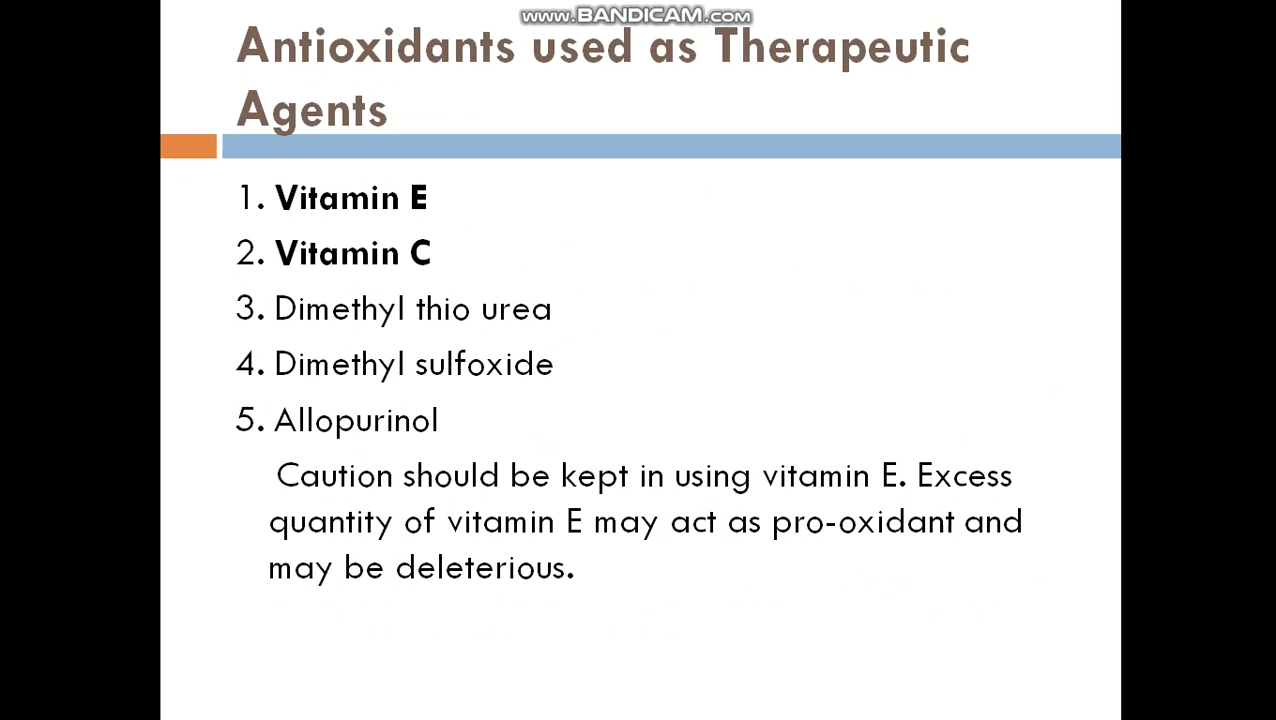 www.BANDICAM.com
Antioxidants used as Therapeutic
Agents
1. Vitamin E
2. Vitamin C
3. Dimethyl thio urea
4. Dimethyl sulfoxide
5. Allopurinol
Caution should be kept in using vitamin E. Excess
quantity of vitamin E may act as pro-oxidant and
may be deleterious.